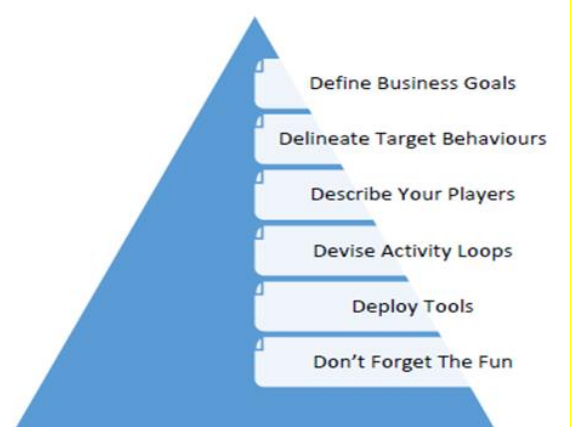 Define Business Goals
Delineate Target Behaviours
Describe Your Players
Devise Activity Loops
Deploy Tools
Don’t Forget The Fun